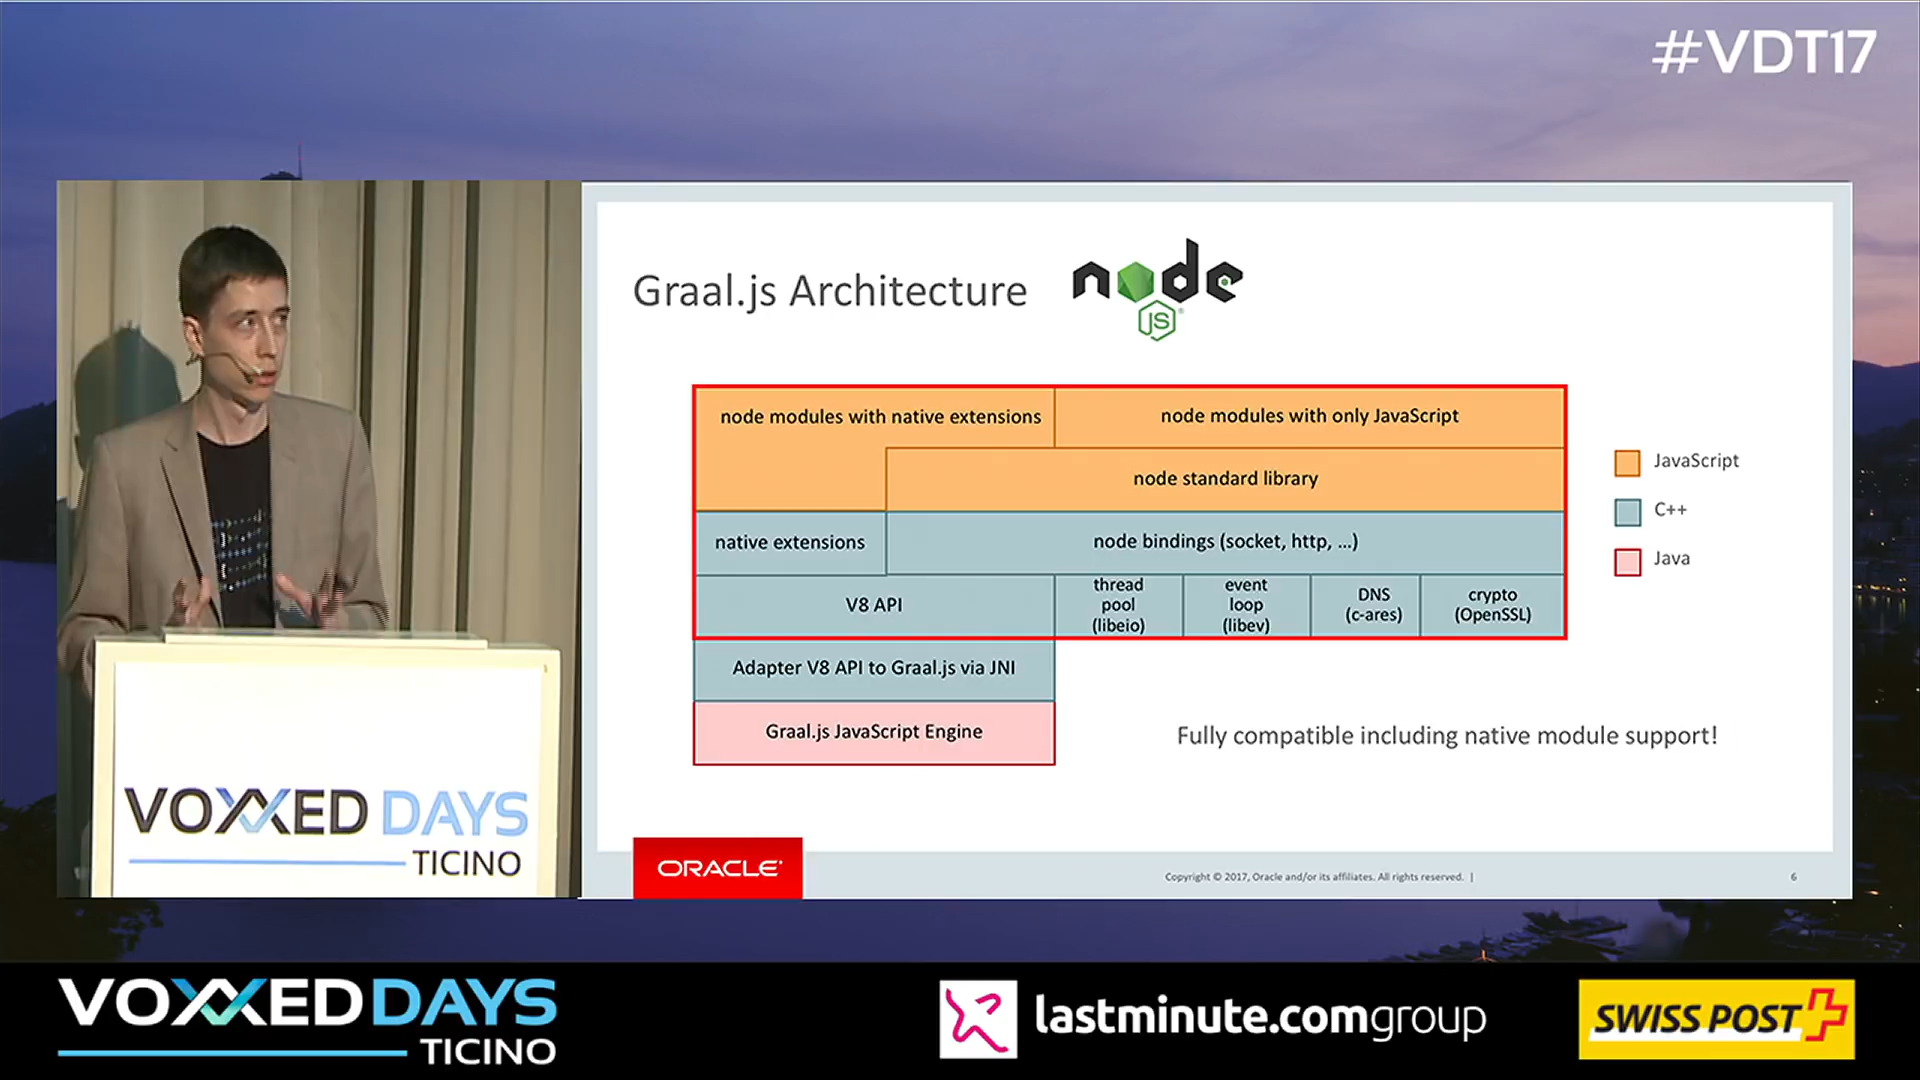 #VDT17
Graal.js Architecture
node
JS
node modules with native extensions
node modules with only JavaScript
node standard library
native extensions
node bindings (socket, http, ...)
V8 API
thread
pool
(libeio)
event
loop
(libev)
DNS
(c-ares)
crypto
(OpenSSL)
Adapter V8 API to Graal.js via JNI
Graal.js JavaScript Engine
JavaScript
C++
Java
Fully compatible including native module support!
ORACLE
Copyright © 2017, Oracle and/or its affiliates. All rights reserved. |
6
VOXXED DAYS
TICINO
VOXXED DAYS
TICINO
lastminute.comgroup
SWISS POST